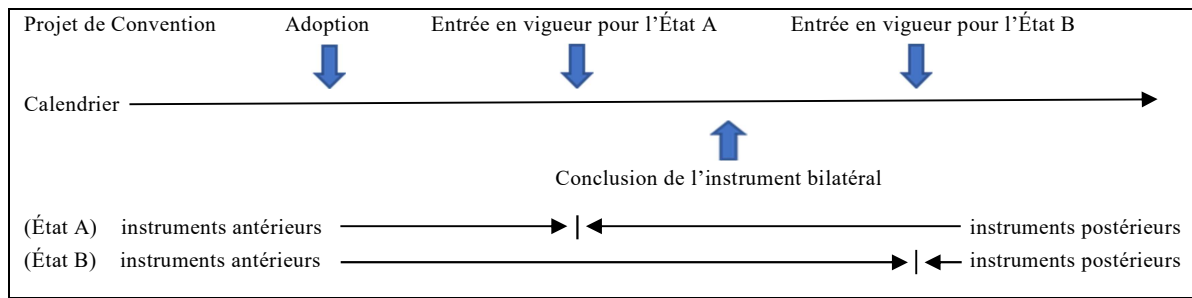 Projet de Convention Adoption Entrée en vigueur pour l’État A Entrée en vigueur pour l’État B
Calendrier
Conclusion de l’instrument bilatéral
(État A) instruments antérieurs instruments postérieurs
(État B) instruments antérieurs instruments postérieurs